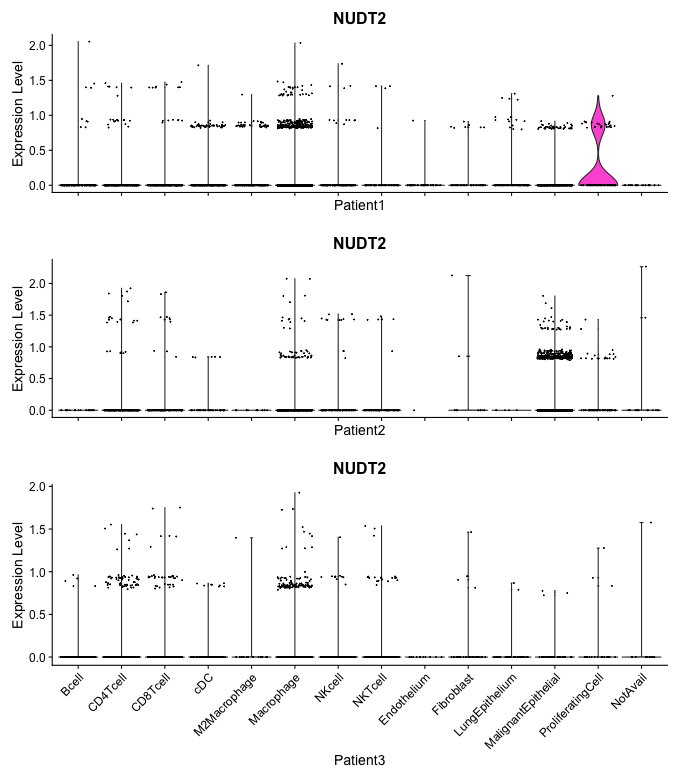 NUDT2
Expression Level
2.0
1.5
1.0
0.5
0.0
Patient1
NUDT2
Expression Level
2.0
1.5
1.0
0.5
0.0
Patient2
NUDT2
Expression Level
2.0
1.5
1.0
0.5
0.0
Bcell
CD4Tcell
CD8Tcell
cDC
M2Macrophage
Macrophage
NKcell
NKTcell
Endothelium
Fibroblast
LungEpithelium
MalignantEpithelial
ProliferatingCell
NotAvail
Patient3